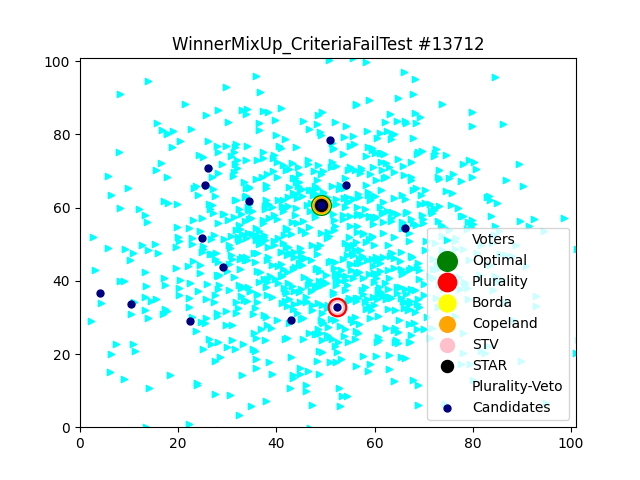 WinnerMixUp_CriteriaFailTest #13712
100
80
60
40
20
0
0
20
40
60
80
100
Voters
Optimal
Plurality
Borda
Copeland
STV
STAR
Plurality-Veto
Candidates